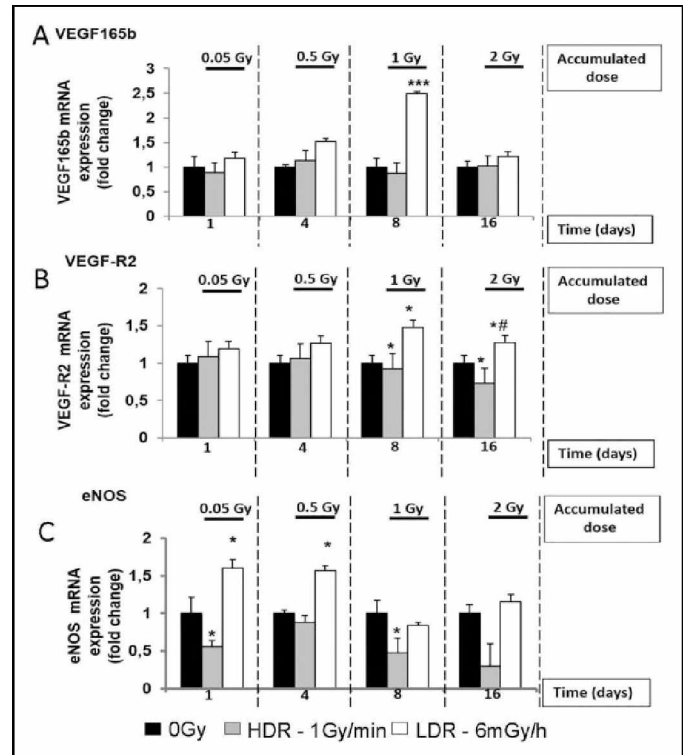 A VEGF165b
0.05 Gy 0.5 Gy 1 Gy 2 Gy Accumulated dose
VEGF165b mRNA
expression
(fold change)
3
2,5
2
1,5
1
0,5
0
***
1 4 8 16 Time (days)
B VEGF-R2
0.05 Gy 0.5 Gy 1 Gy 2 Gy Accumulated dose
VEGF-R2 mRNA
expression
(fold change)
2
1,5
1
0,5
0
* * * *#
1 4 8 16 Time (days)
C eNOS
0.05 Gy 0.5 Gy 1 Gy 2 Gy Accumulated dose
eNOS mRNA
expression
(fold change)
2
1,5
1
0,5
0
* * * *
1 4 8 16 Time (days)
0Gy HDR - 1Gy/min LDR - 6mGy/h